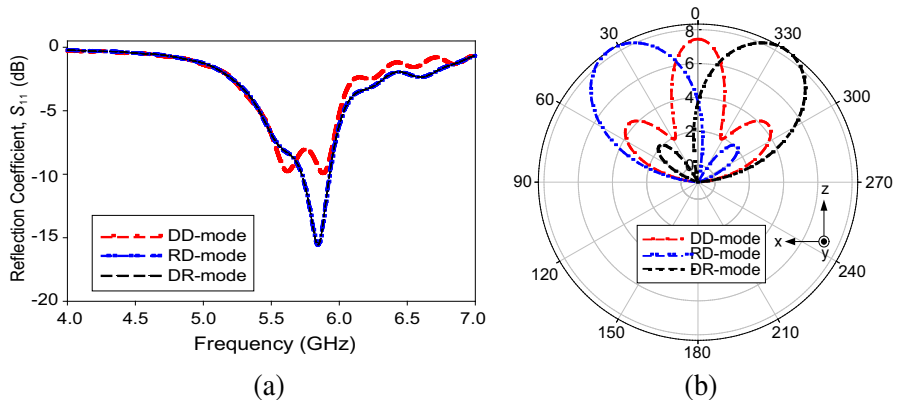 Reflection Coefficient, S₁₁ (dB)
0
-5
-10
-15
-20
DD-mode
RD-mode
DR-mode
4.0 4.5 5.0 5.5 6.0 6.5 7.0
Frequency (GHz)
(a)
0
30
330
60
300
90
270
120
240
150
210
180
8
6
4
2
0
DD-mode
RD-mode
DR-mode
z
x
y
(b)